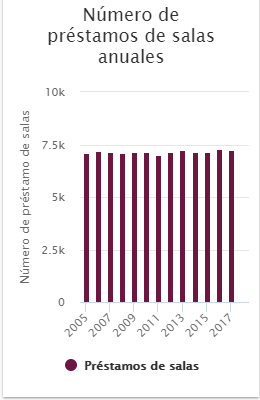 Número de
préstamos de salas
anuales
Número de préstamo de salas
10k
7.5k
5k
2.5k
0
2005
2007
2009
2011
2013
2015
2017
Préstamos de salas